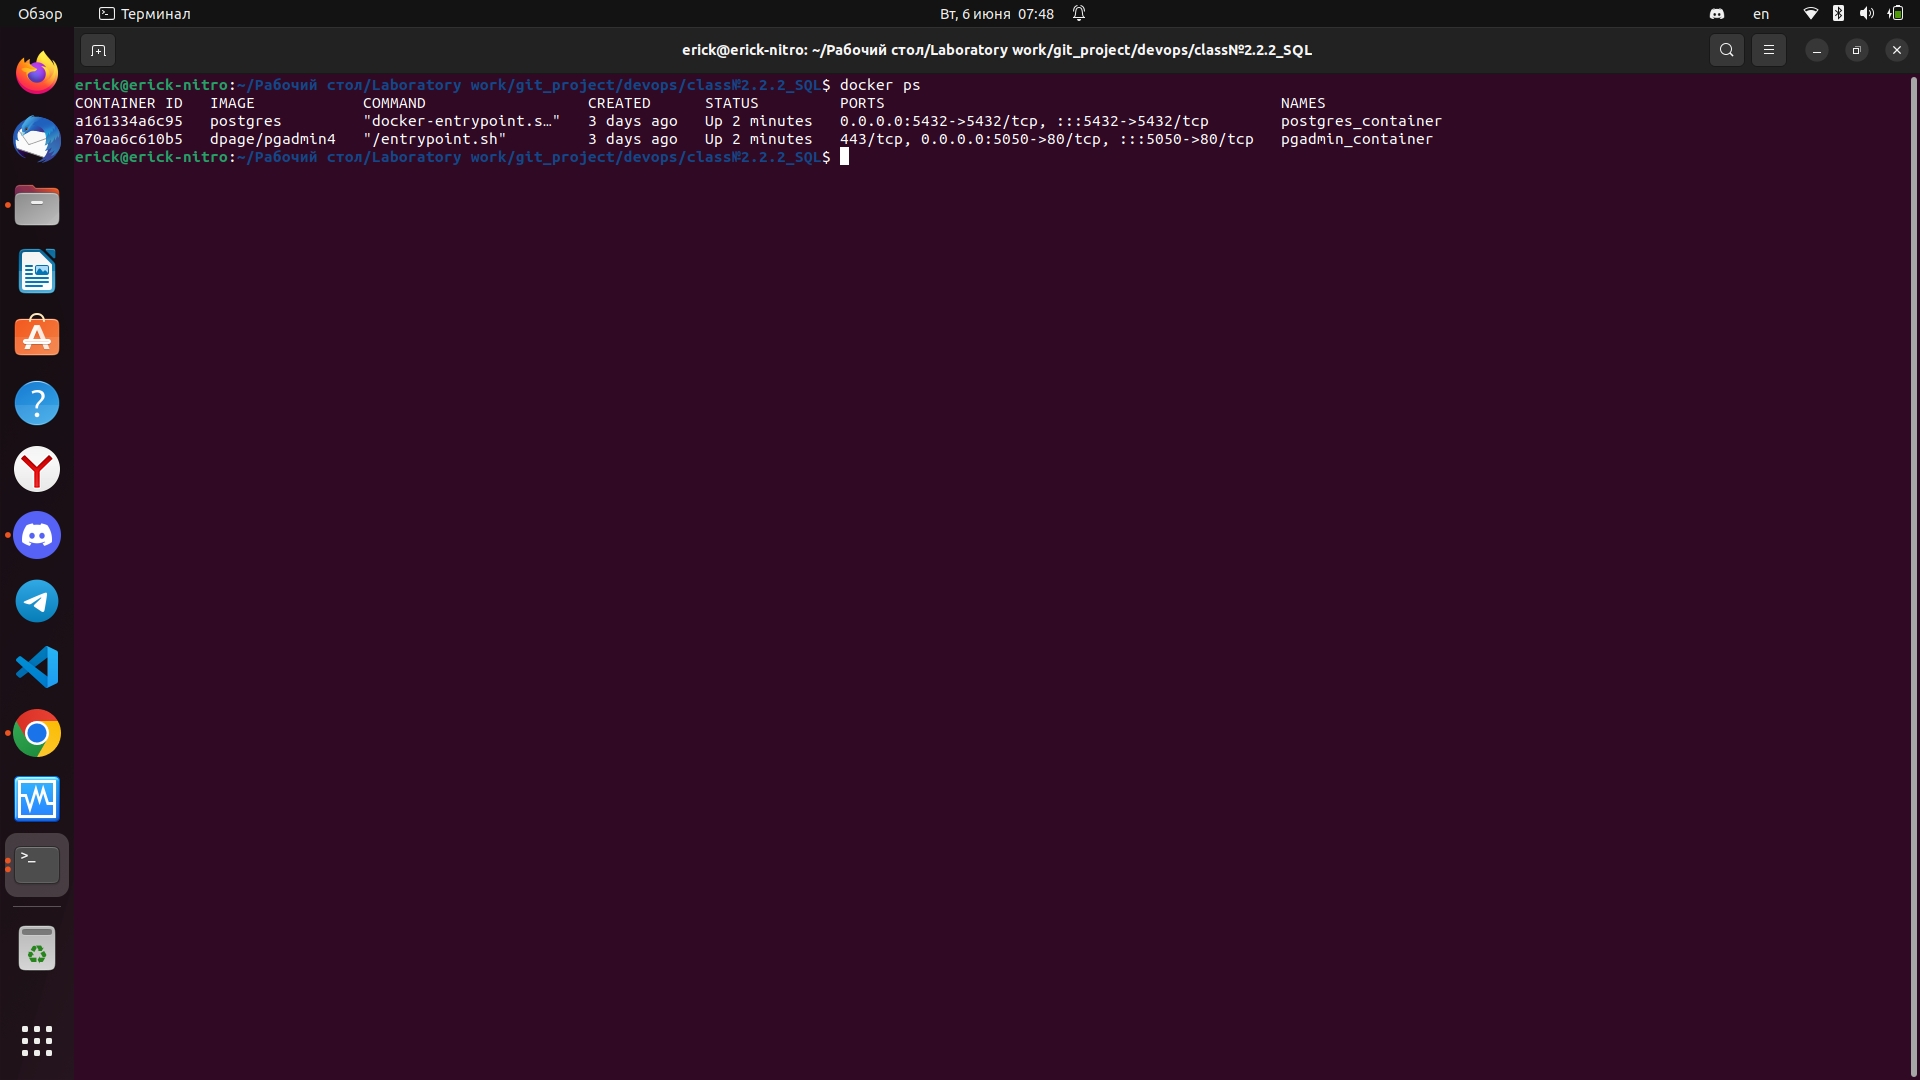 Обзор
Терминал
Вт, 6 июня 07:48
en
erick@erick-nitro: ~/Рабочий стол/Laboratory work/git_project/devops/class№2.2.2_SQL
erick@erick-nitro:~/Рабочий стол/Laboratory work/git_project/devops/class№2.2.2_SQL$ docker ps
CONTAINER ID   IMAGE            COMMAND                  CREATED      STATUS         PORTS                                            NAMES
a161334a6c95   postgres         "docker-entrypoint.s…"   3 days ago   Up 2 minutes   0.0.0.0:5432->5432/tcp, :::5432->5432/tcp        postgres_container
a70aa6c610b5   dpage/pgadmin4   "/entrypoint.sh"         3 days ago   Up 2 minutes   443/tcp, 0.0.0.0:5050->80/tcp, :::5050->80/tcp   pgadmin_container
erick@erick-nitro:~/Рабочий стол/Laboratory work/git_project/devops/class№2.2.2_SQL$